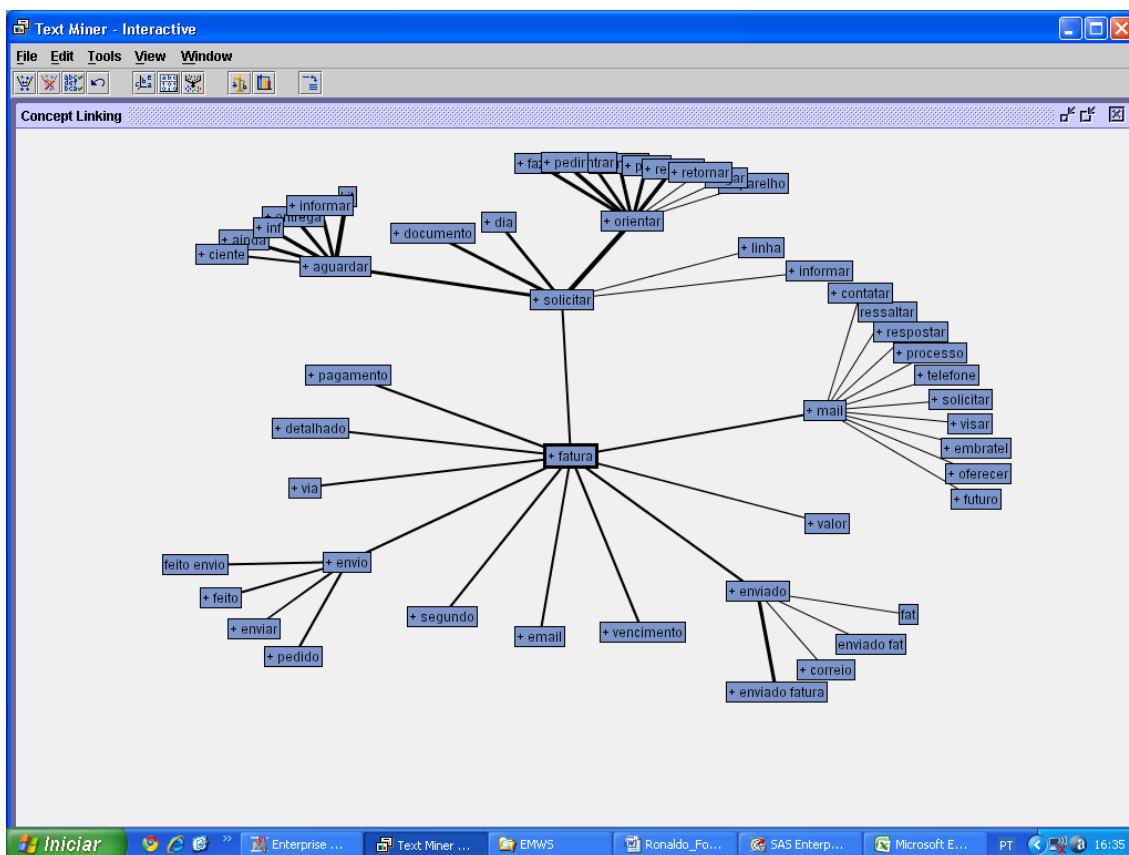 Text Miner - Interactive
File Edit Tools View Window
Concept Linking
+ pedir
+ retornar
+ informar
+ orientar
+ dia
+ documento
+ linha
+ inf
+ ciente
+ aguardar
+ informar
+ solicitar
+ contatar
ressaltar
+ respostar
+ processo
+ pagamento
+ telefone
+ solicitar
+ mail
+ visar
+ detalhado
+ embratel
+ fatura
+ oferecer
+ via
+ futuro
+ valor
feito envio
+ envio
+ enviado
+ feito
fat
+ segundo
+ enviar
+ email
+ vencimento
enviado fat
+ pedido
+ correio
+ enviado fatura
Iniciar
Enterprise ...
Text Miner ...
EMWS
Ronaldo_Fo...
SAS Enterp...
Microsoft E...
PT
16:35